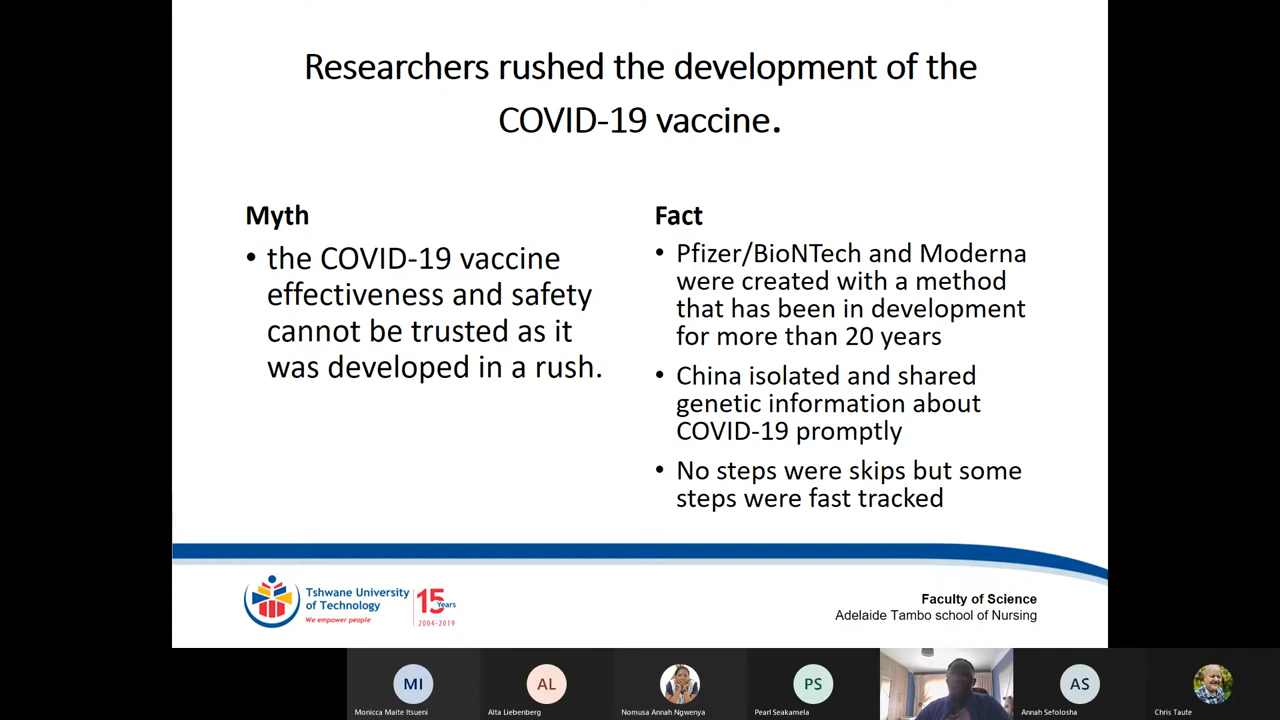 Researchers rushed the development of the
COVID-19 vaccine.
Myth
• the COVID-19 vaccine
effectiveness and safety
cannot be trusted as it
was developed in a rush.
Fact
• Pfizer/BioNTech and Moderna
were created with a method
that has been in development
for more than 20 years
• China isolated and shared
genetic information about
COVID-19 promptly
• No steps were skips but some
steps were fast tracked
Tshwane University
of Technology
We empower people
15 Years
2004-2019
Faculty of Science
Adelaide Tambo school of Nursing
MI
AL
PS
AS
Monicca Maite Itsueni
Alta Liebenberg
Nomusa Annah Ngwenya
Pearl Seakamela
Annah Sefolosha
Chris Taute